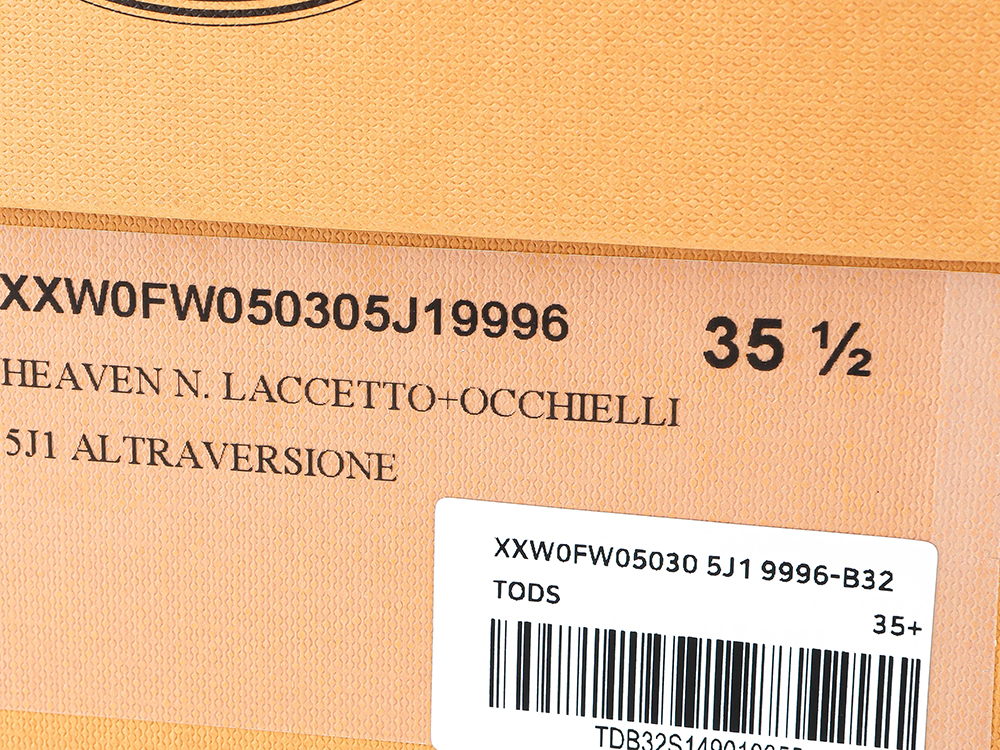 XXW0FW050305J19996
35 ½
HEAVEN N. LACCETTO+OCCHIELLI
5J1 ALTRAVERSIONE
XXW0FW05030 5J1 9996-B32
TODS
35+